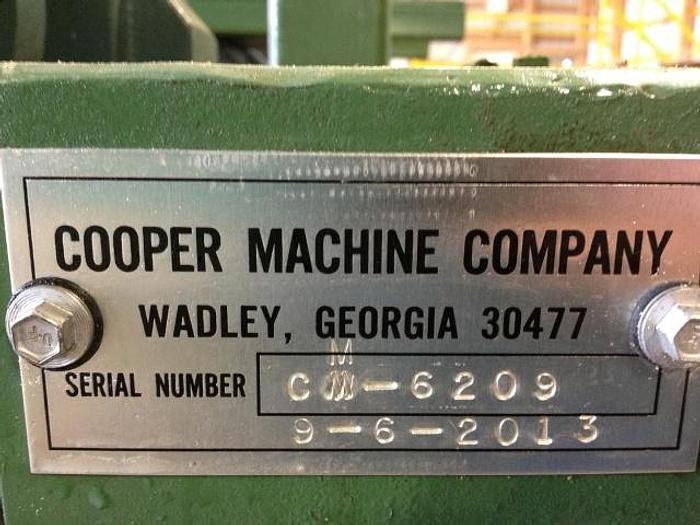 COOPER MACHINE COMPANY
WADLEY, GEORGIA 30477
SERIAL NUMBER CM-6209
9-6-2013